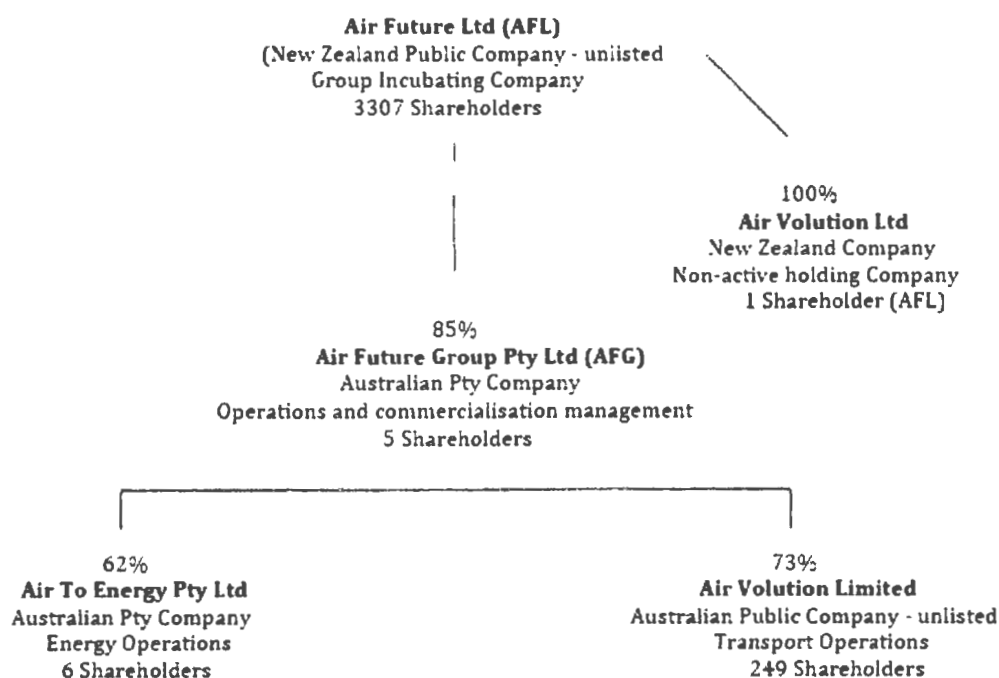 Air Future Ltd (AFL)
(New Zealand Public Company - unlisted
Group Incubating Company
3307 Shareholders
100%
Air Volution Ltd
New Zealand Company
Non-active holding Company
1 Shareholder (AFL)
85%
Air Future Group Pty Ltd (AFG)
Australian Pty Company
Operations and commercialisation management
5 Shareholders
62%
Air To Energy Pty Ltd
Australian Pty Company
Energy Operations
6 Shareholders
73%
Air Volution Limited
Australian Public Company - unlisted
Transport Operations
249 Shareholders